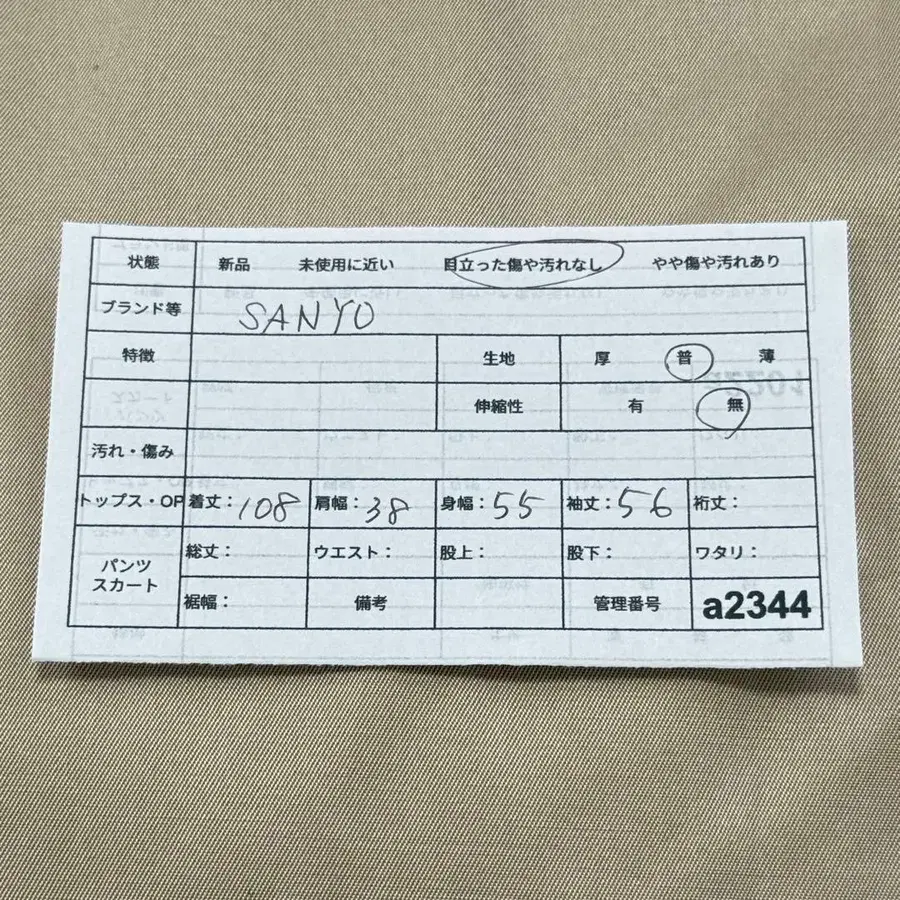 状態 新品 未使用に近い 目立った傷や汚れなし やや傷や汚れあり
ブランド等 SANYO
特徴 生地 厚 普 薄
伸縮性 有 無
汚れ・傷み
トップス・OP 着丈：108 肩幅：38 身幅：55 袖丈：56 裄丈：
パンツ スカート 総丈： ウエスト： 股上： 股下： ワタリ：
裾幅： 備考 管理番号 a2344